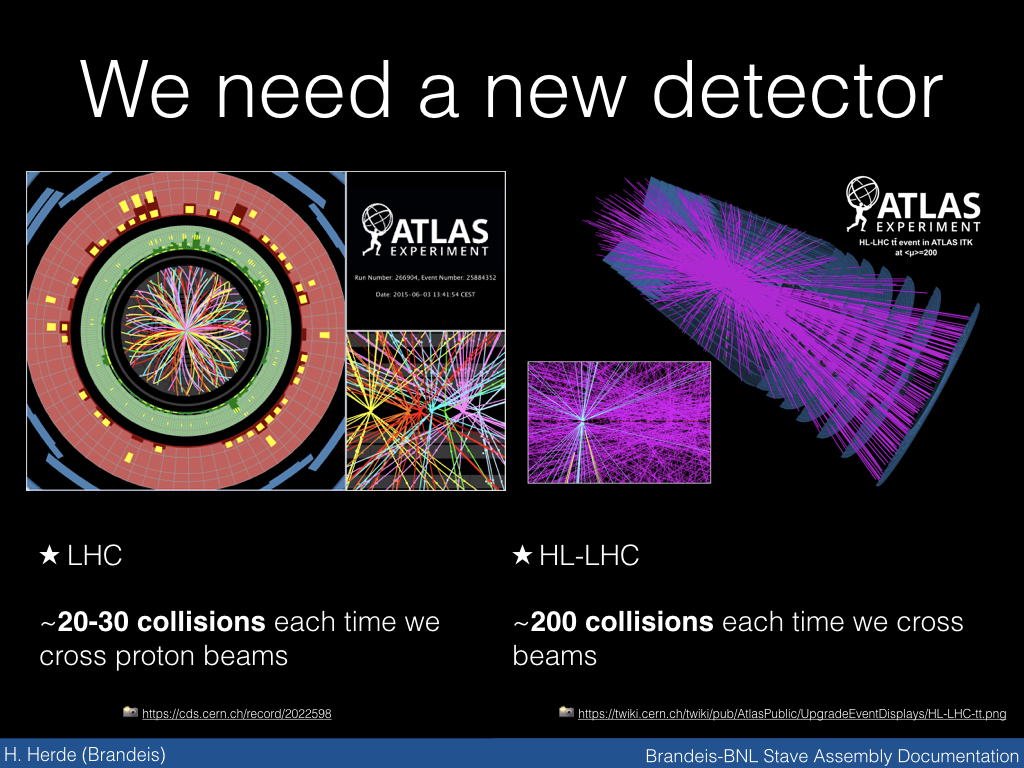 We need a new detector
ATLAS
EXPERIMENT
Run Number: 266904, Event Number: 25884352
Date: 2015-06-03 13:41:54 CEST
ATLAS
EXPERIMENT
HL-LHC tt̄ event in ATLAS ITK
at <μ>=200
★ LHC
~20-30 collisions each time we
cross proton beams
https://cds.cern.ch/record/2022598
★ HL-LHC
~200 collisions each time we cross
beams
https://twiki.cern.ch/twiki/pub/AtlasPublic/UpgradeEventDisplays/HL-LHC-tt.png
H. Herde (Brandeis)
Brandeis-BNL Stave Assembly Documentation